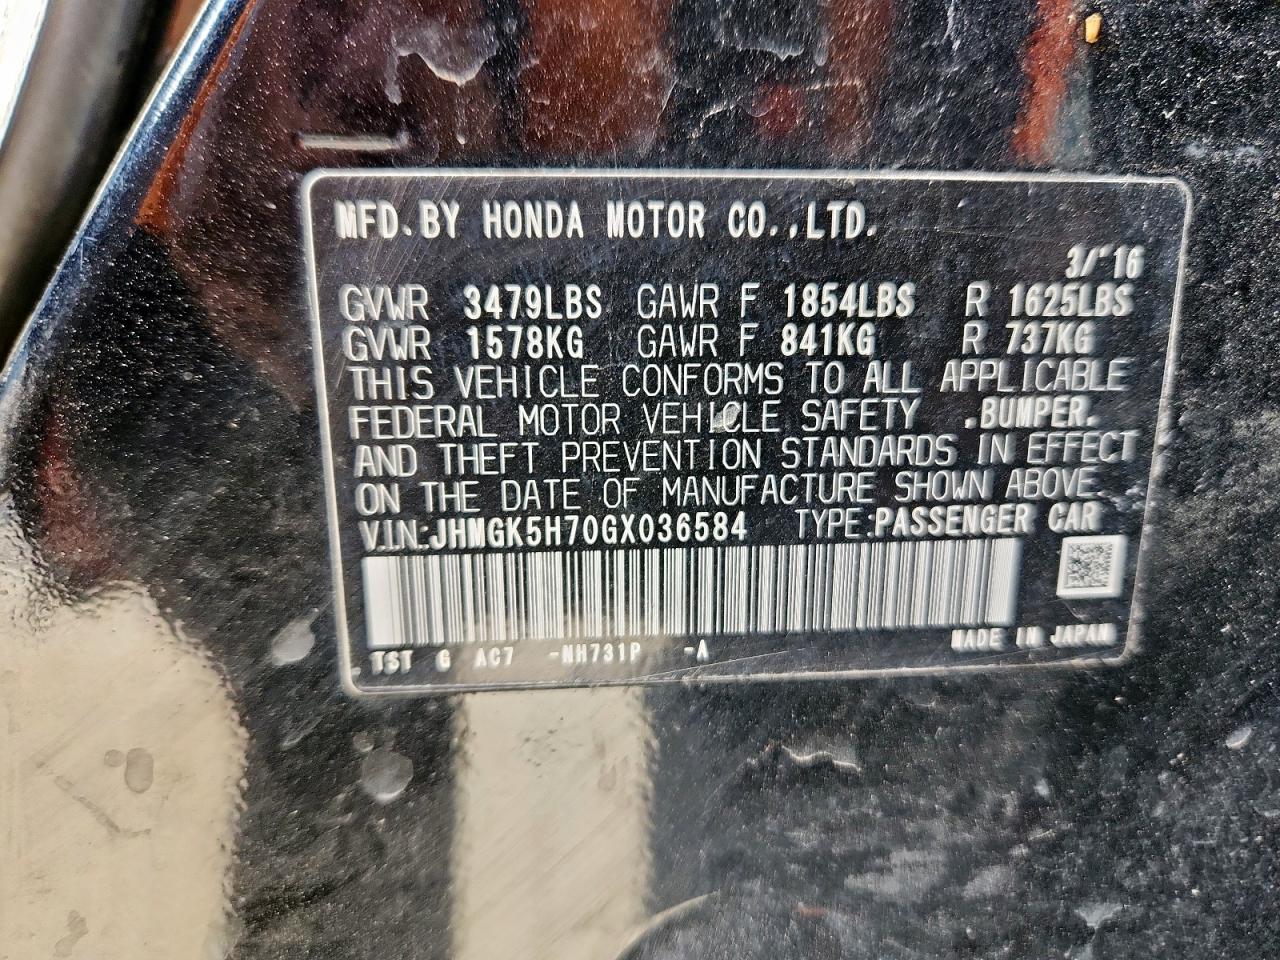 MFD.BY HONDA MOTOR CO.,LTD.
3/'16
GVWR 3479LBS GAWR F 1854LBS R 1625LBS
GVWR 1578KG GAWR F 841KG R 737KG
THIS VEHICLE CONFORMS TO ALL APPLICABLE
FEDERAL MOTOR VEHICLE SAFETY ,BUMPER,
AND THEFT PREVENTION STANDARDS IN EFFECT
ON THE DATE OF MANUFACTURE SHOWN ABOVE.
V.I.N.:JHMGK5H70GX036584 TYPE:PASSENGER CAR
TST G AC7 -NH731P -A MADE IN JAPAN